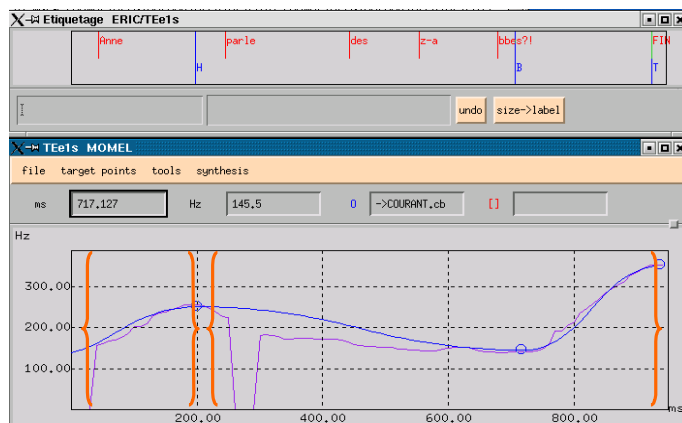 Etiquetage ERIC/TEe1s
Anne parle des z-a bbes?! FIN
H B T
undo size->label
TEe1s MOMEL
file target points tools synthesis
ms 717,127 Hz 145,5 O ->COURANT.cb []
Hz
300.00
200.00
100.00
ms
200.00 400.00 600.00 800.00